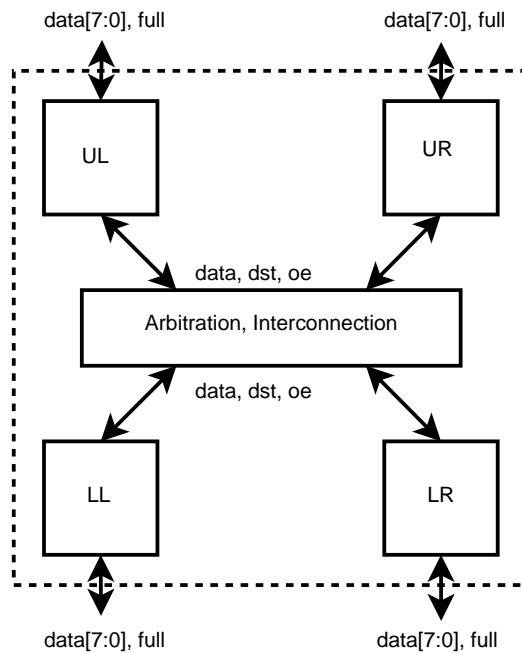 data[7:0], full
data[7:0], full
UL
UR
data, dst, oe
Arbitration, Interconnection
data, dst, oe
LL
LR
data[7:0], full
data[7:0], full